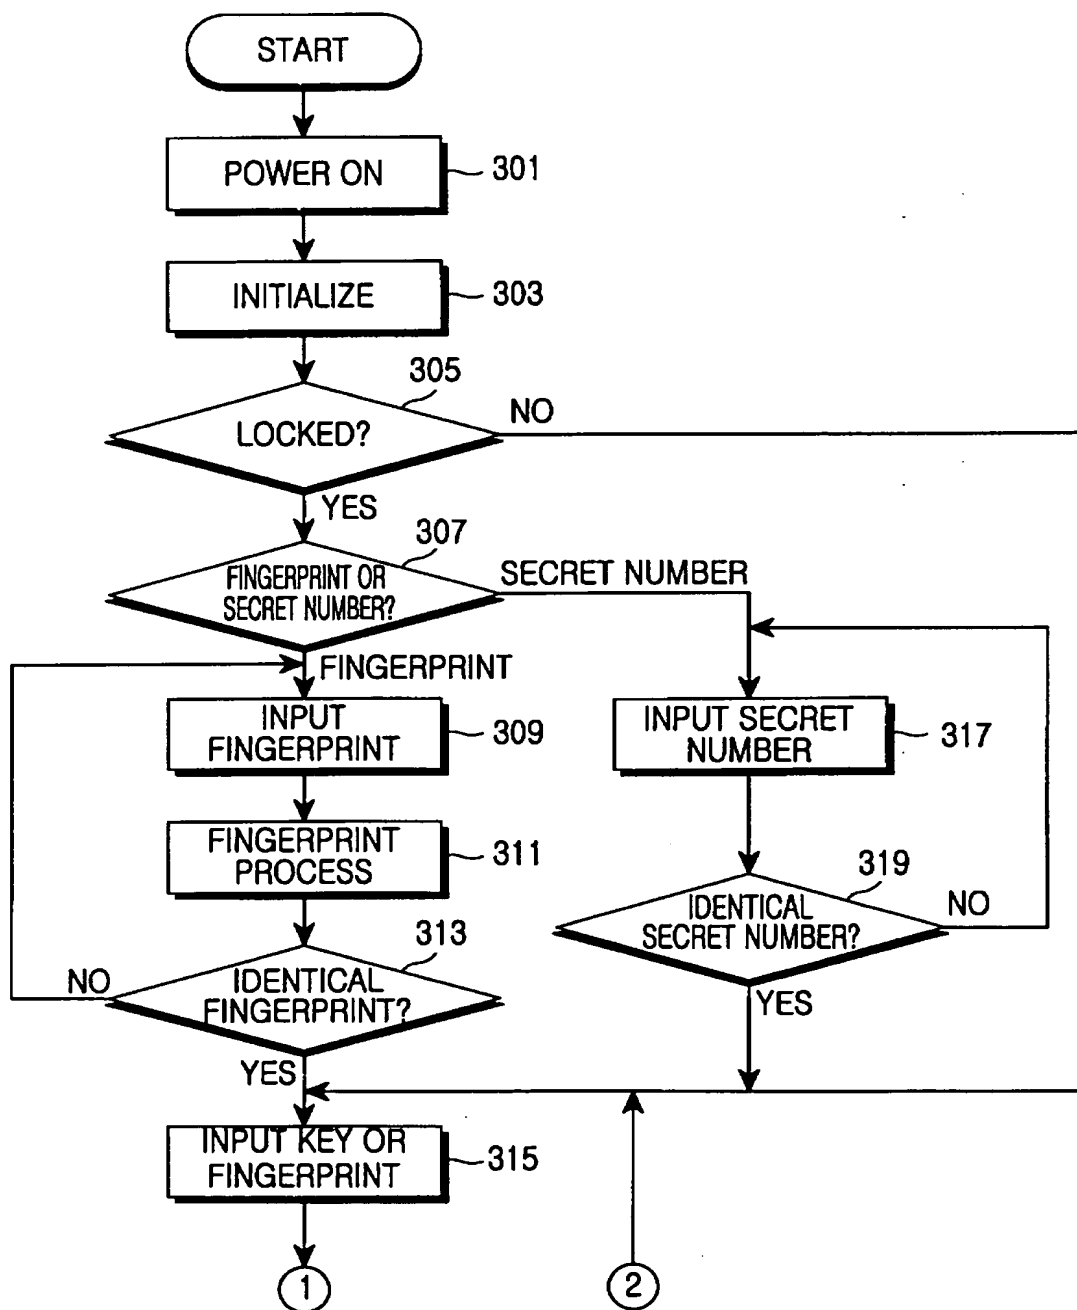 START
POWER ON
301
INITIALIZE
303
305
LOCKED?
NO
YES
307
FINGERPRINT OR
SECRET NUMBER?
SECRET NUMBER
FINGERPRINT
INPUT
FINGERPRINT
309
INPUT SECRET
NUMBER
317
FINGERPRINT
PROCESS
311
319
IDENTICAL
SECRET NUMBER?
NO
313
IDENTICAL
FINGERPRINT?
NO
YES
YES
INPUT KEY OR
FINGERPRINT
315
1
2